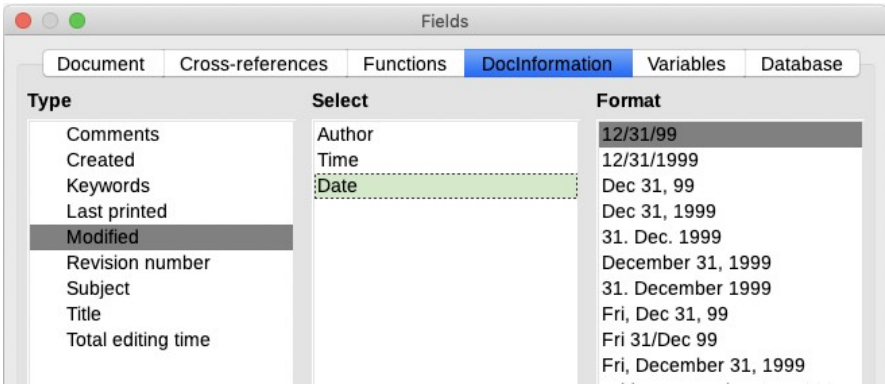 Fields
Document Cross-references Functions DocInformation Variables Database
Type
Comments
Created
Keywords
Last printed
Modified
Revision number
Subject
Title
Total editing time
Select
Author
Time
Date
Format
12/31/99
12/31/1999
Dec 31, 99
Dec 31, 1999
31. Dec. 1999
December 31, 1999
31. December 1999
Fri, Dec 31, 99
Fri 31/Dec 99
Fri, December 31, 1999